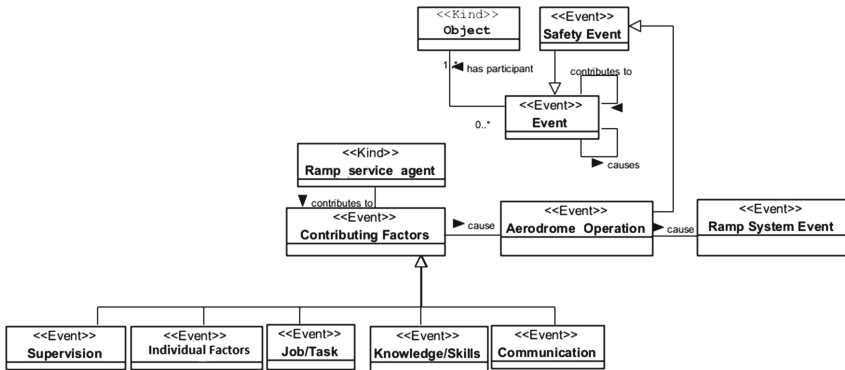 <<Kind>>
Object
<<Event>>
Safety Event
1..*
◄ has participant
contributes to
◄
<<Event>>
Event
0..*
► causes
<<Kind>>
Ramp service agent
▼ contributes to
<<Event>>
Contributing Factors
► cause
<<Event>>
Aerodrome Operation
► cause
<<Event>>
Ramp System Event
<<Event>>
Supervision
<<Event>>
Individual Factors
<<Event>>
Job/Task
<<Event>>
Knowledge/Skills
<<Event>>
Communication